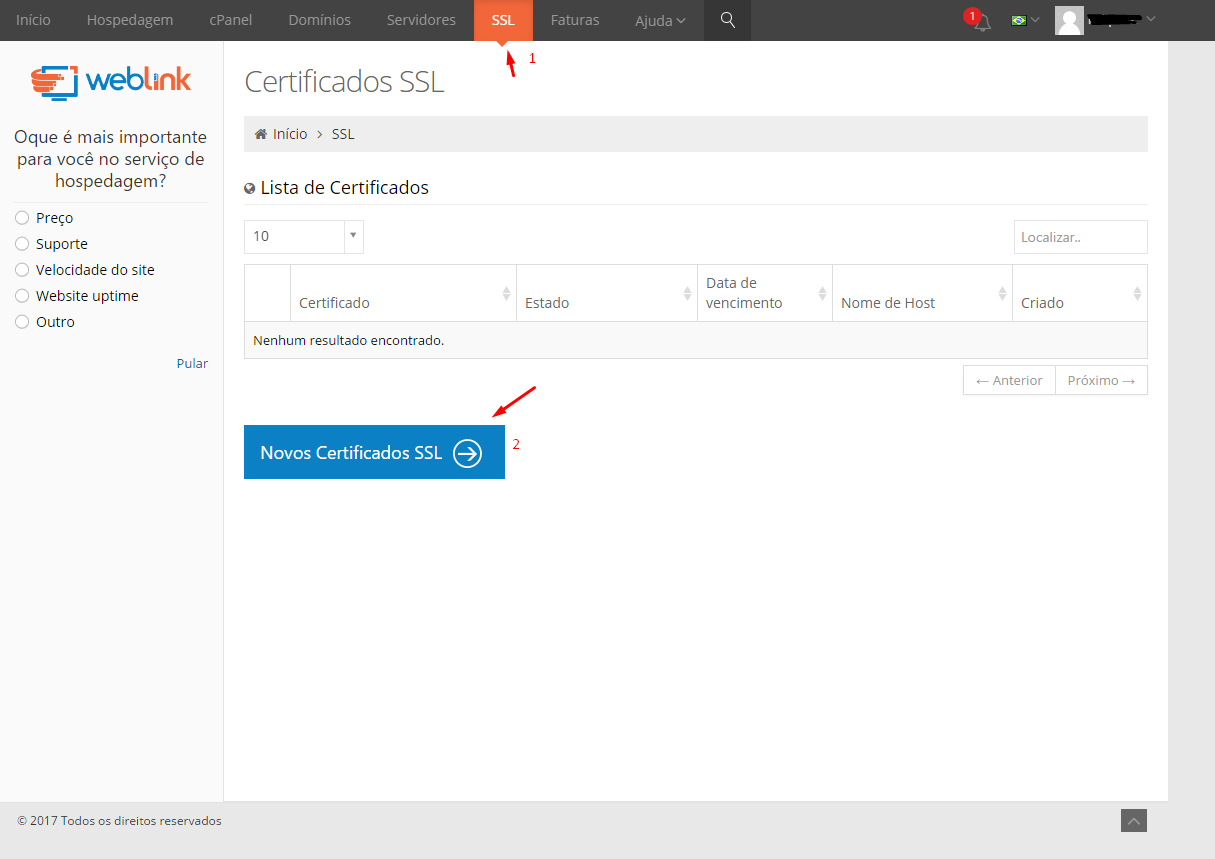 Início Hospedagem cPanel Domínios Servidores SSL Faturas Ajuda 1
1
weblink
Certificados SSL
Oque é mais importante
para você no serviço de
hospedagem?
Início > SSL
Lista de Certificados
Preço
Suporte
Velocidade do site
Website uptime
Outro
Pular
10 Localizar..
Certificado Estado Data de vencimento Nome de Host Criado
Nenhum resultado encontrado.
← Anterior Próximo →
Novos Certificados SSL
2
© 2017 Todos os direitos reservados